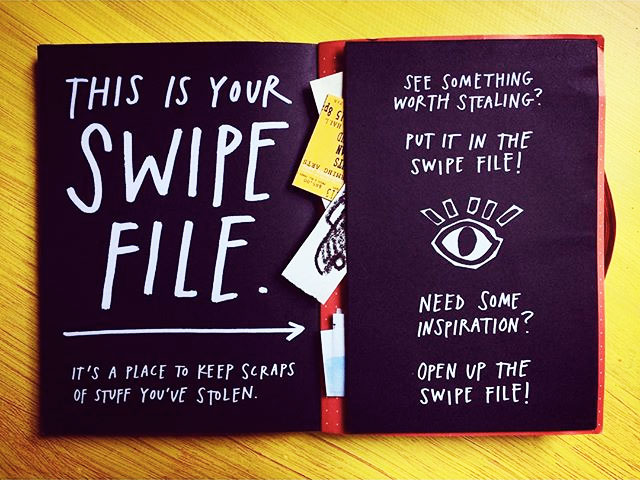 THIS IS YOUR
SWIPE
FILE.
IT'S A PLACE TO KEEP SCRAPS
OF STUFF YOU'VE STOLEN.
SEE SOMETHING
WORTH STEALING?
PUT IT IN THE
SWIPE FILE!
NEED SOME
INSPIRATION?
OPEN UP THE
SWIPE FILE!